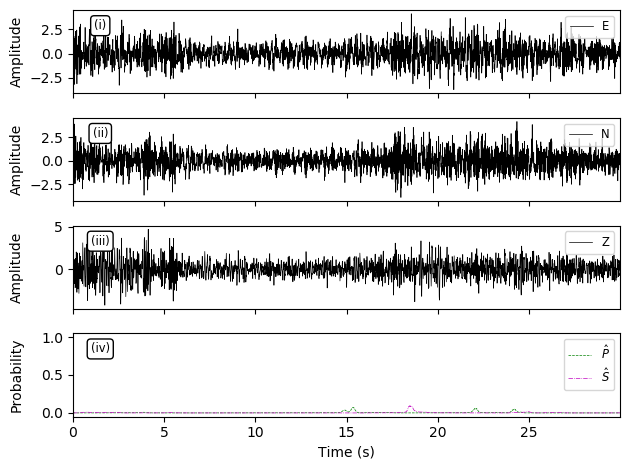 (i)
E
Amplitude
2.5
0.0
−2.5
(ii)
N
Amplitude
2.5
0.0
−2.5
(iii)
Z
Amplitude
5
0
(iv)
P̂
Ŝ
Probability
1.0
0.5
0.0
0 5 10 15 20 25
Time (s)